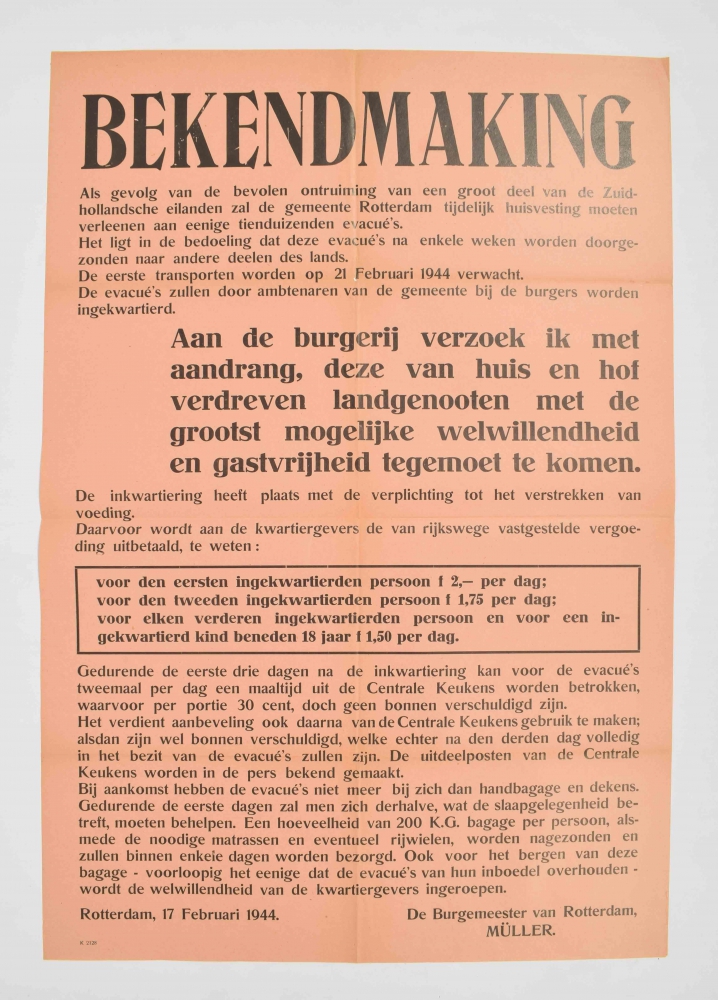 BEKENDMAKING
Als gevolg van de bevolen ontruiming van een groot deel van de Zuid-
hollandsche eilanden zal de gemeente Rotterdam tijdelijk huisvesting moeten
verleenen aan eenige tienduizenden evacué's.
Het ligt in de bedoeling dat deze evacué's na enkele weken worden doorge-
zonden naar andere deelen des lands.
De eerste transporten worden op 21 Februari 1944 verwacht.
De evacué's zullen door ambtenaren van de gemeente bij de burgers worden
ingekwartierd.
Aan de burgerij verzoek ik met
aandrang, deze van huis en hof
verdreven landgenooten met de
grootst mogelijke welwillendheid
en gastvrijheid tegemoet te komen.
De inkwartiering heeft plaats met de verplichting tot het verstrekken van
voeding.
Daarvoor wordt aan de kwartiergevers de van rijkswege vastgestelde vergoe-
ding uitbetaald, te weten :
voor den eersten ingekwartierden persoon f 2,— per dag;
voor den tweeden ingekwartierden persoon f 1,75 per dag;
voor elken verderen ingekwartierden persoon en voor een in-
gekwartierd kind beneden 18 jaar f 1,50 per dag.
Gedurende de eerste drie dagen na de inkwartiering kan voor de evacué's
tweemaal per dag een maaltijd uit de Centrale Keukens worden betrokken,
waarvoor per portie 30 cent, doch geen bonnen verschuldigd zijn.
Het verdient aanbeveling ook daarna van de Centrale Keukens gebruik te maken;
alsdan zijn wel bonnen verschuldigd, welke echter na den derden dag volledig
in het bezit van de evacué's zullen zijn. De uitdeelposten van de Centrale
Keukens worden in de pers bekend gemaakt.
Bij aankomst hebben de evacué's niet meer bij zich dan handbagage en dekens.
Gedurende de eerste dagen zal men zich derhalve, wat de slaapgelegenheid be-
treft, moeten behelpen. Een hoeveelheid van 200 K.G. bagage per persoon, als-
mede de noodige matrassen en eventueel rijwielen, worden nagezonden en
zullen binnen enkele dagen worden bezorgd. Ook voor het bergen van deze
bagage - voorloopig het eenige dat de evacué's van hun inboedel overhouden -
wordt de welwillendheid van de kwartiergevers ingeroepen.
Rotterdam, 17 Februari 1944.
De Burgemeester van Rotterdam,
MÜLLER.
K 2128